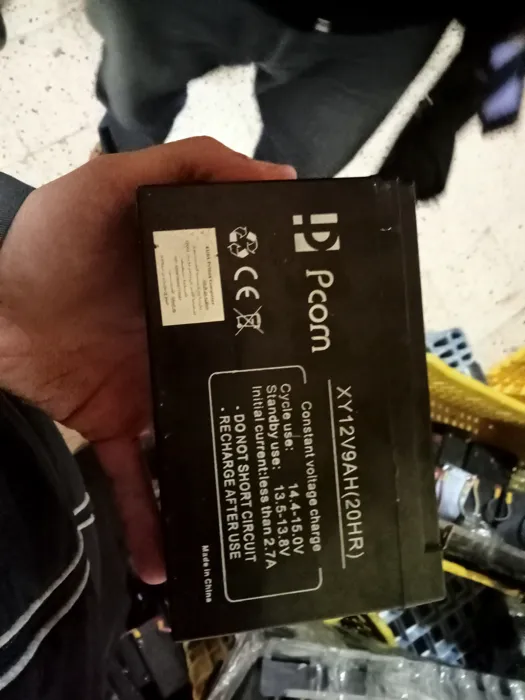 Pcom
XY12V9AH(20HR)
Constant voltage charge
Cycle use: 14.4-15.0V
Standby use: 13.5-13.8V
Initial current:less than 2.7A
· DO NOT SHORT CIRCUIT
· RECHARGE AFTER USE
CE
Made in China